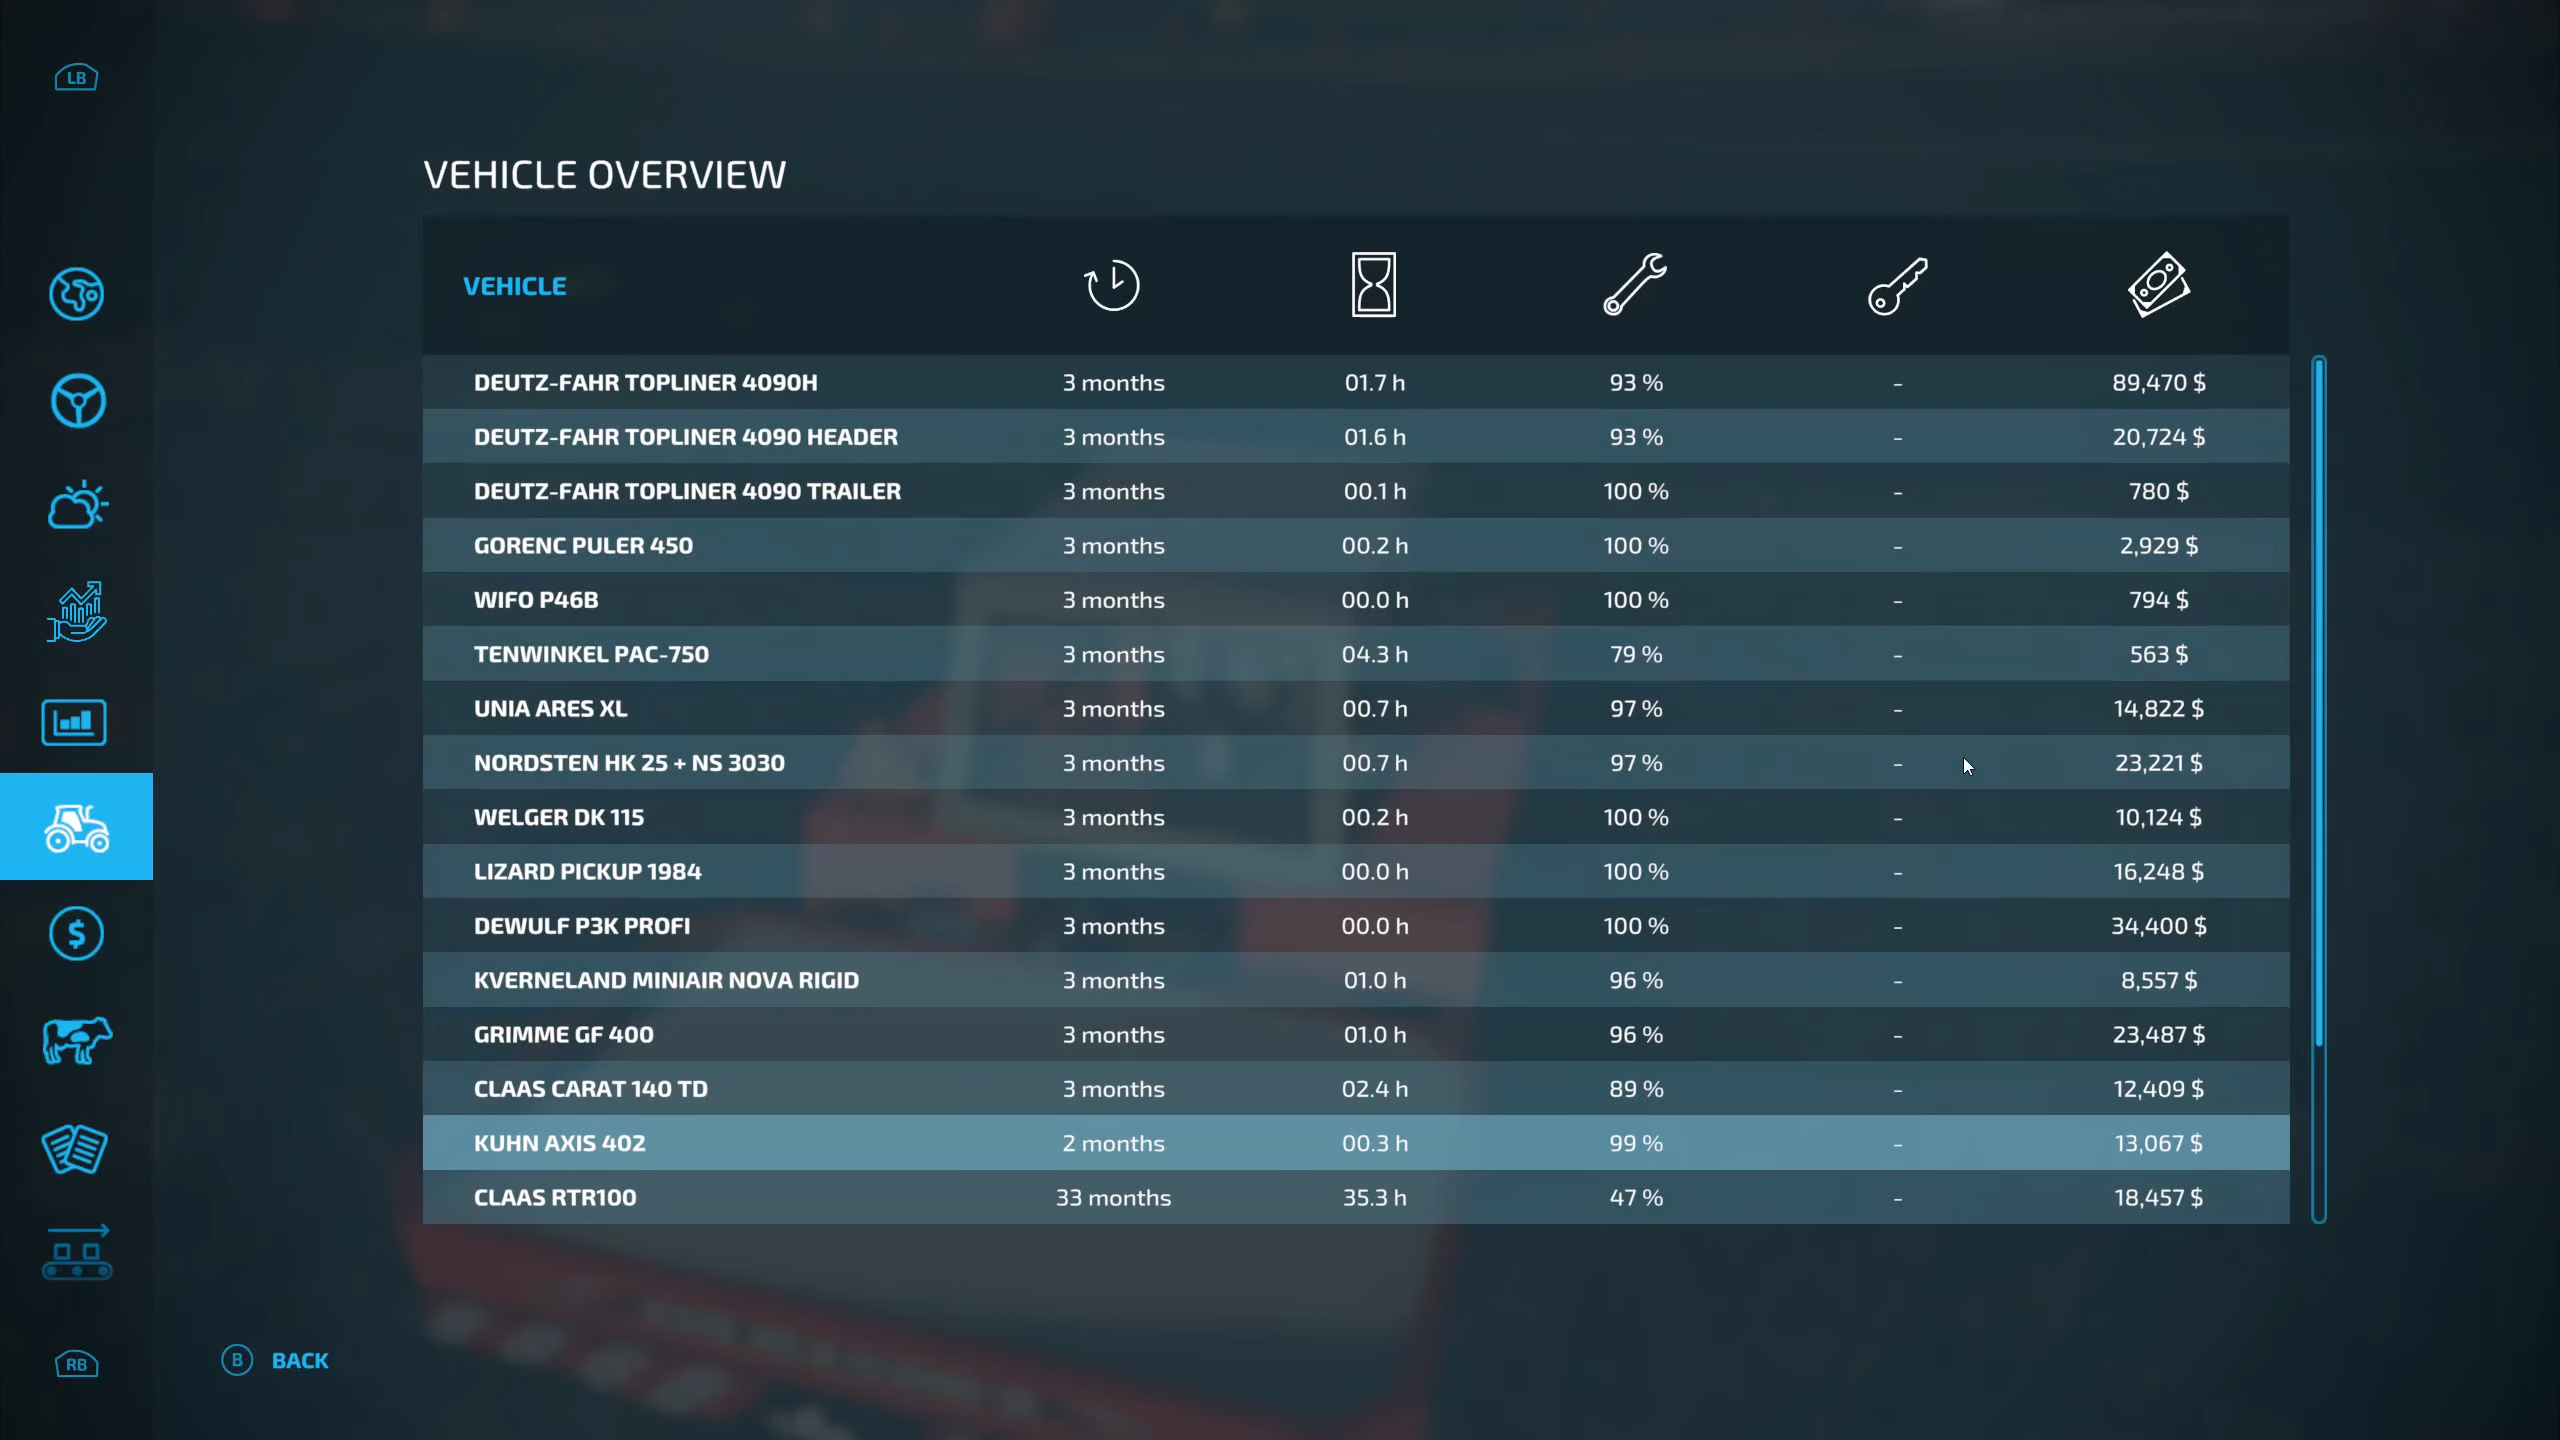 LB
VEHICLE OVERVIEW
VEHICLE
DEUTZ-FAHR TOPLINER 4090H 3 months 01.7 h 93 % - 89,470 $
DEUTZ-FAHR TOPLINER 4090 HEADER 3 months 01.6 h 93 % - 20,724 $
DEUTZ-FAHR TOPLINER 4090 TRAILER 3 months 00.1 h 100 % - 780 $
GORENC PULER 450 3 months 00.2 h 100 % - 2,929 $
WIFO P46B 3 months 00.0 h 100 % - 794 $
TENWINKEL PAC-750 3 months 04.3 h 79 % - 563 $
UNIA ARES XL 3 months 00.7 h 97 % - 14,822 $
NORDSTEN HK 25 + NS 3030 3 months 00.7 h 97 % - 23,221 $
WELGER DK 115 3 months 00.2 h 100 % - 10,124 $
LIZARD PICKUP 1984 3 months 00.0 h 100 % - 16,248 $
DEWULF P3K PROFI 3 months 00.0 h 100 % - 34,400 $
KVERNELAND MINIAIR NOVA RIGID 3 months 01.0 h 96 % - 8,557 $
GRIMME GF 400 3 months 01.0 h 96 % - 23,487 $
CLAAS CARAT 140 TD 3 months 02.4 h 89 % - 12,409 $
KUHN AXIS 402 2 months 00.3 h 99 % - 13,067 $
CLAAS RTR100 33 months 35.3 h 47 % - 18,457 $
RB
B BACK